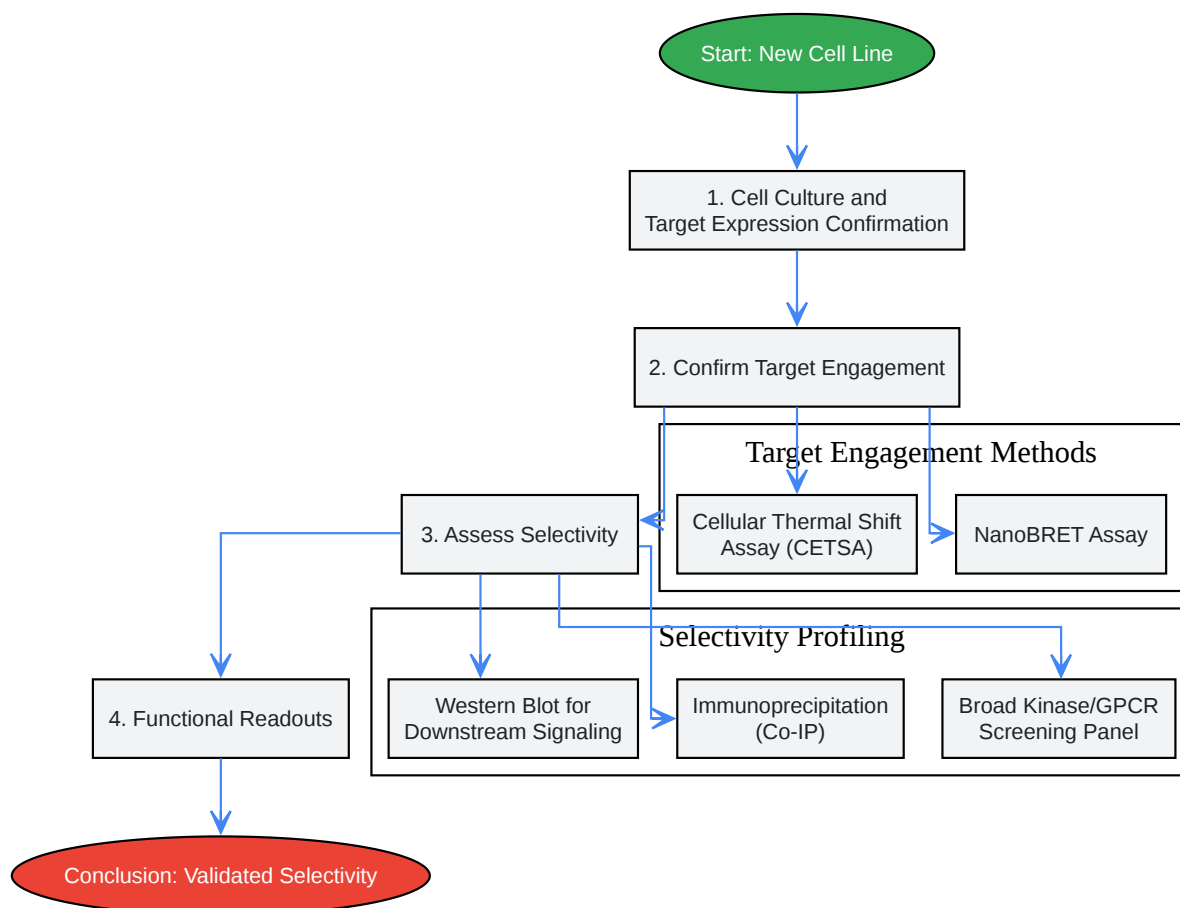 Start: New Cell Line
1. Cell Culture and
Target Expression Confirmation
2. Confirm Target Engagement
Target Engagement Methods
3. Assess Selectivity
Cellular Thermal Shift
Assay (CETSA)
NanoBRET Assay
Selectivity Profiling
4. Functional Readouts
Western Blot for
Downstream Signaling
Immunoprecipitation
(Co-IP)
Broad Kinase/GPCR
Screening Panel
Conclusion: Validated Selectivity